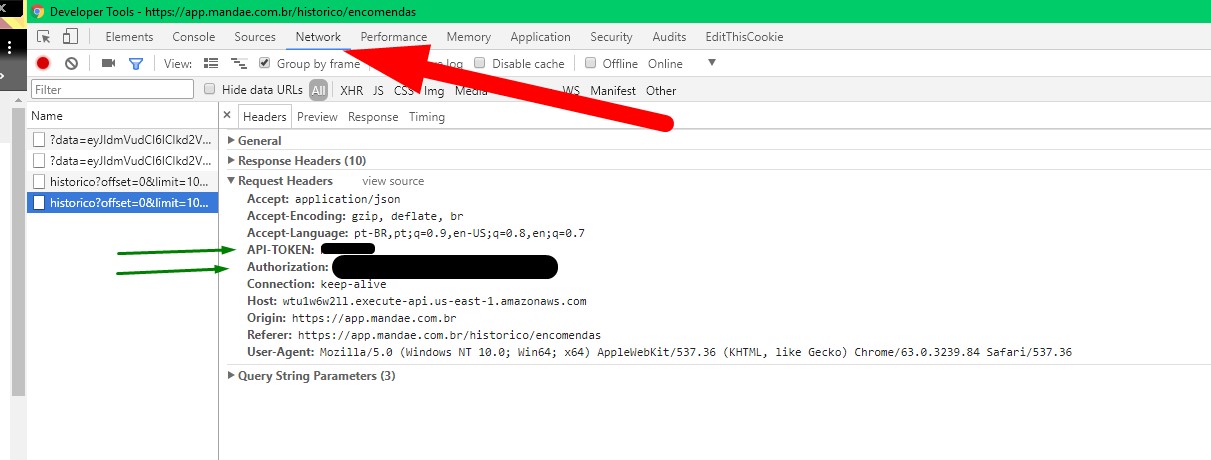 Developer Tools - https://app.mandae.com.br/historico/encomendas
Elements Console Sources Network Performance Memory Application Security Audits EditThisCookie
View: Group by frame log Disable cache Offline Online
Filter Hide data URLs All XHR JS CSS Img Media WS Manifest Other
Name × Headers Preview Response Timing
?data=eyJldmVudCI6IClkd2V...
General
?data=eyJldmVudCI6IClkd2V...
Response Headers (10)
historico?offset=0&limit=10...
Request Headers view source
historico?offset=0&limit=10...
Accept: application/json
Accept-Encoding: gzip, deflate, br
Accept-Language: pt-BR,pt;q=0.9,en-US;q=0.8,en;q=0.7
API-TOKEN:
Authorization:
Connection: keep-alive
Host: wtu1w6w2ll.execute-api.us-east-1.amazonaws.com
Origin: https://app.mandae.com.br
Referer: https://app.mandae.com.br/historico/encomendas
User-Agent: Mozilla/5.0 (Windows NT 10.0; Win64; x64) AppleWebKit/537.36 (KHTML, like Gecko) Chrome/63.0.3239.84 Safari/537.36
Query String Parameters (3)